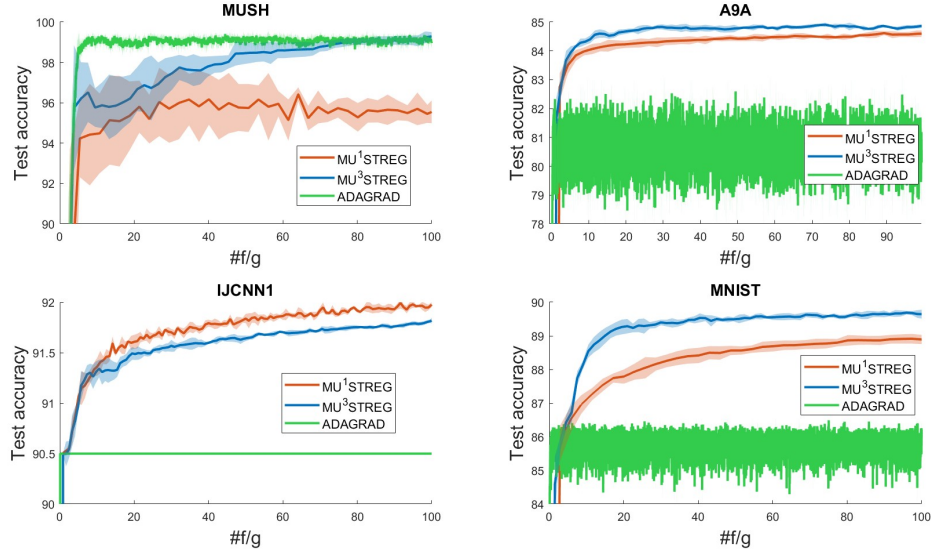 MUSH
Test accuracy
100
98
96
94
92
90
0
20
40
60
80
100
#f/g
MU¹STREG
MU³STREG
ADAGRAD
A9A
Test accuracy
85
84
83
82
81
80
79
78
0
10
20
30
40
50
60
70
80
90
#f/g
MU¹STREG
MU³STREG
ADAGRAD
IJCNN1
Test accuracy
92
91.5
91
90.5
90
0
20
40
60
80
100
#f/g
MU¹STREG
MU³STREG
ADAGRAD
MNIST
Test accuracy
90
89
88
87
86
85
84
0
20
40
60
80
100
#f/g
MU¹STREG
MU³STREG
ADAGRAD